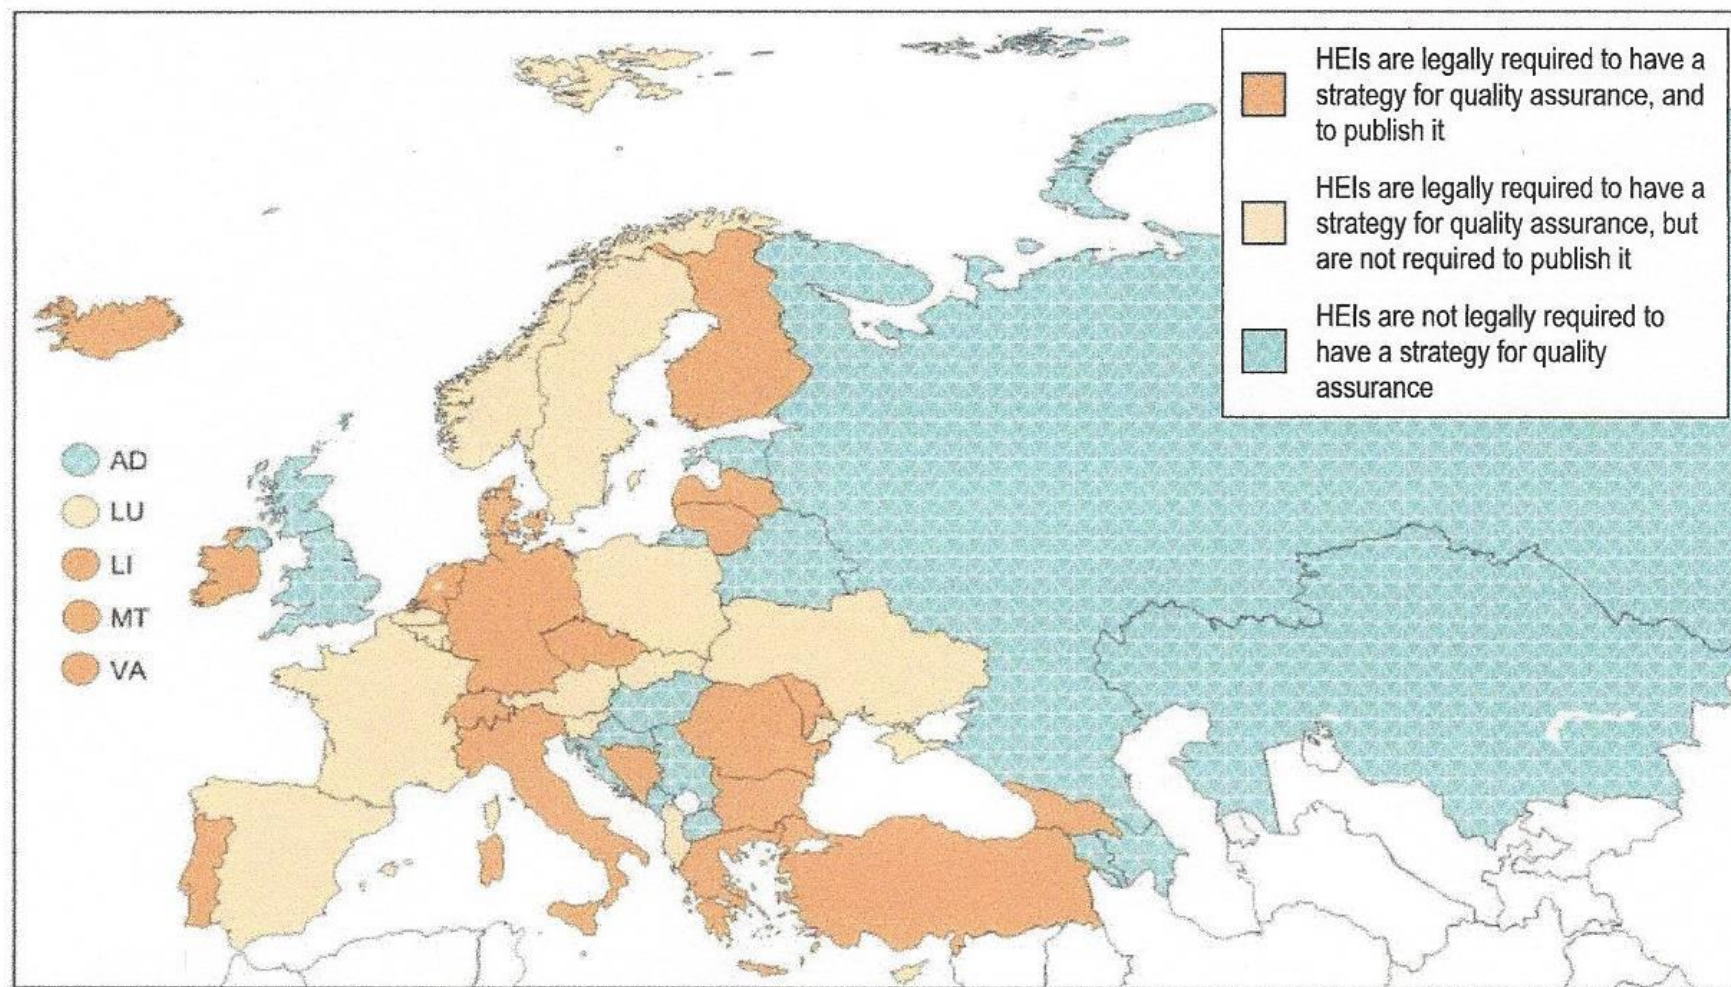 HEIs are legally required to have a
strategy for quality assurance, and
to publish it
HEIs are legally required to have a
strategy for quality assurance, but
are not required to publish it
HEIs are not legally required to
have a strategy for quality
assurance
AD
LU
LI
MT
VA